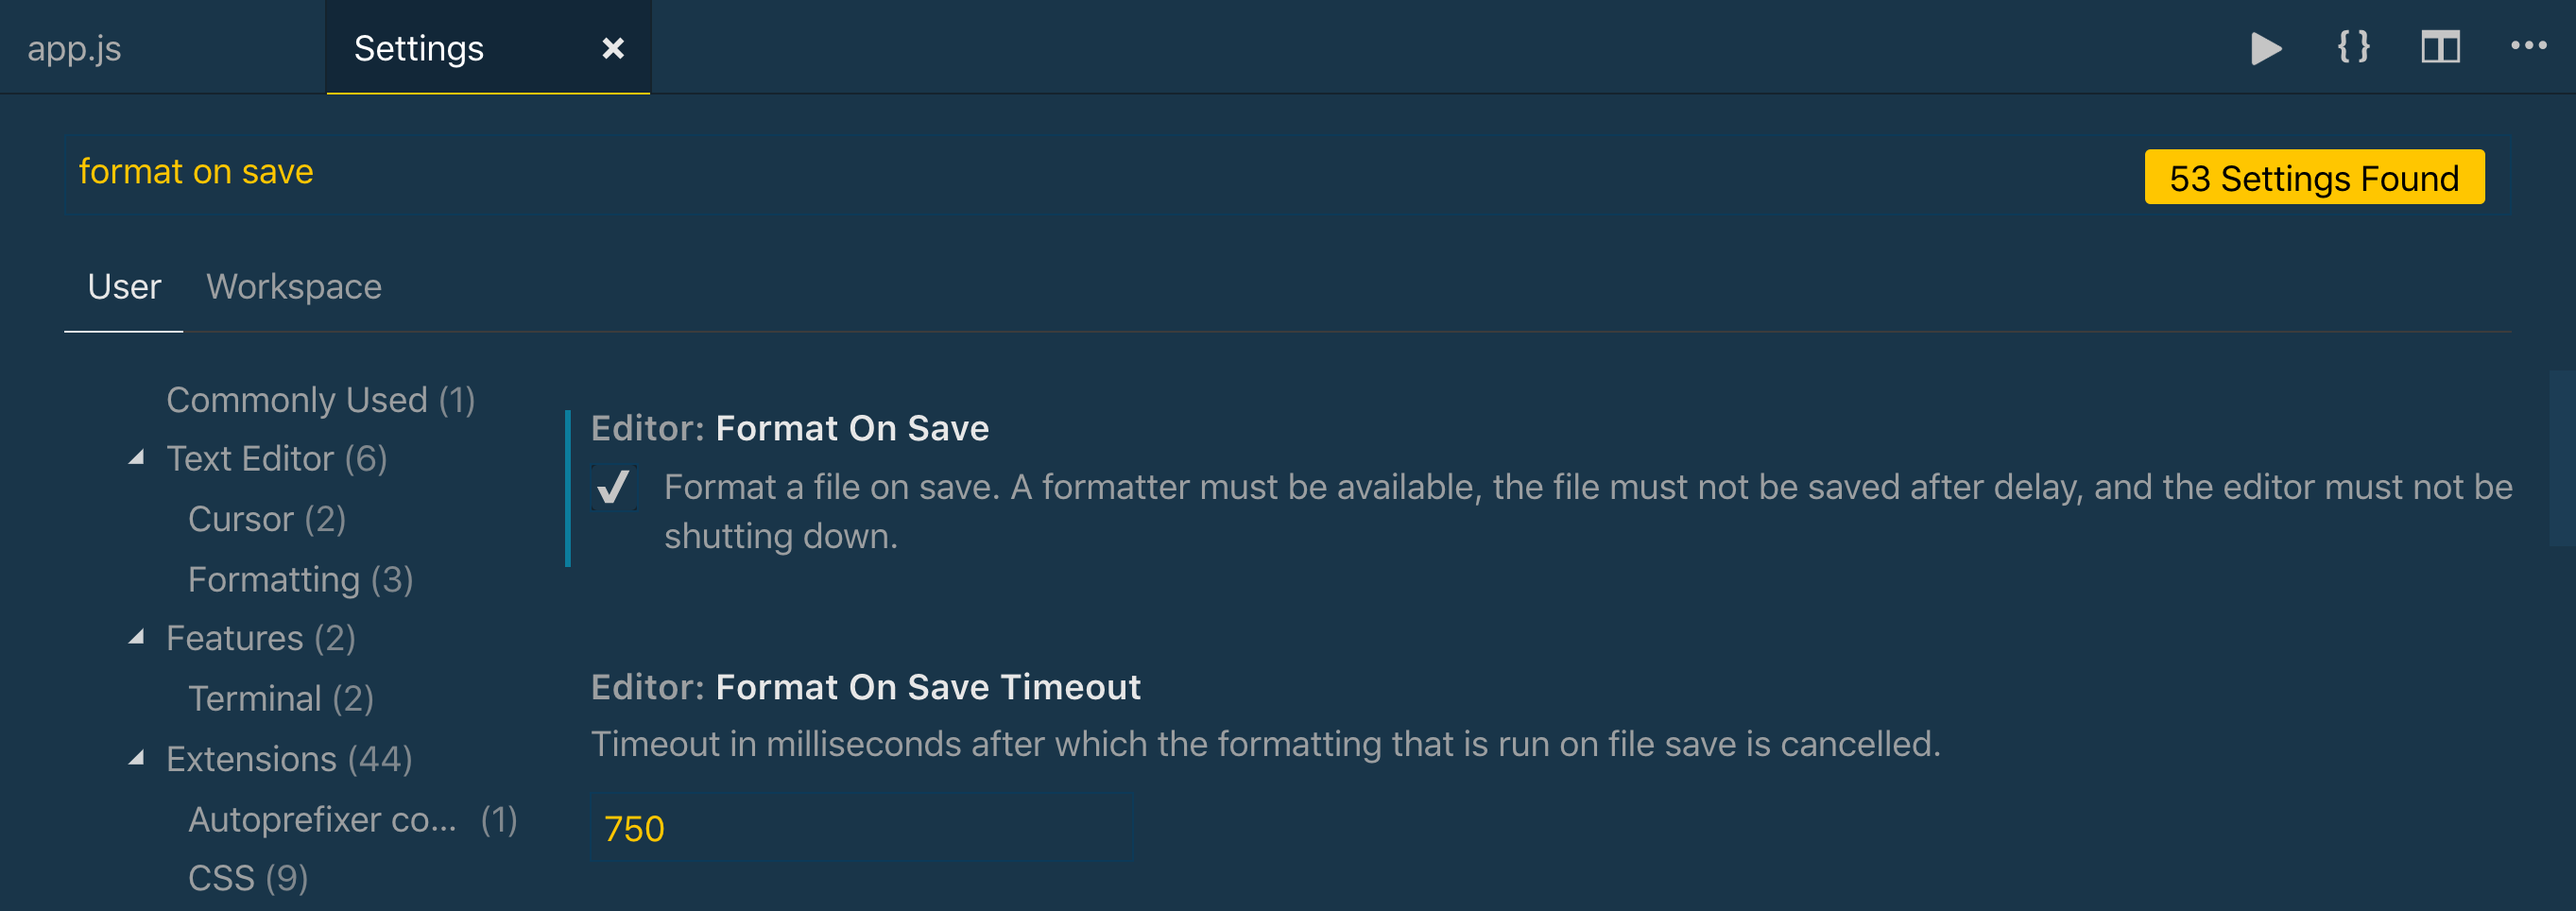 app.js
Settings
format on save
53 Settings Found
User
Workspace
Commonly Used (1)
Text Editor (6)
Cursor (2)
Formatting (3)
Features (2)
Terminal (2)
Extensions (44)
Autoprefixer co... (1)
CSS (9)
Editor: Format On Save
Format a file on save. A formatter must be available, the file must not be saved after delay, and the editor must not be
shutting down.
Editor: Format On Save Timeout
Timeout in milliseconds after which the formatting that is run on file save is cancelled.
750